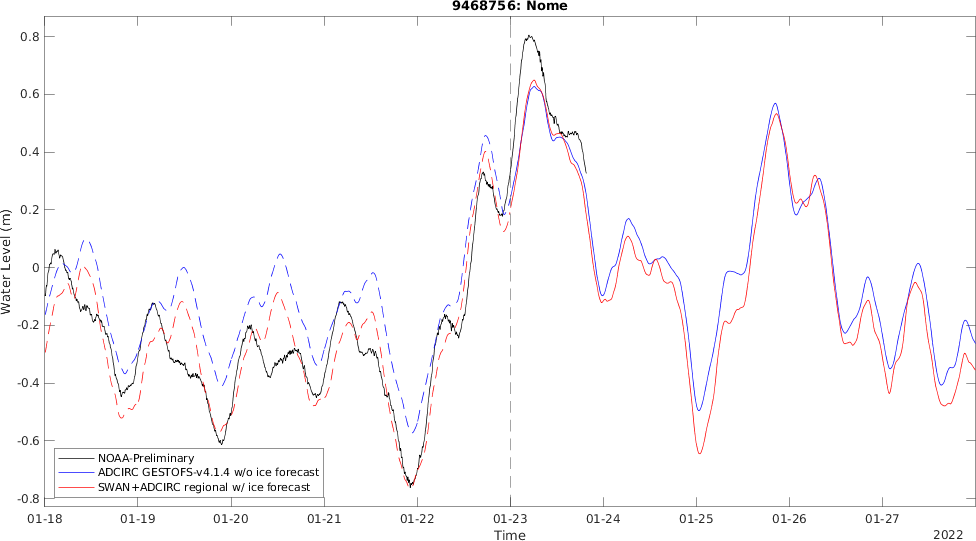 9468756: Nome
Water Level (m)
0.8
0.6
0.4
0.2
0
-0.2
-0.4
-0.6
-0.8
NOAA-Preliminary
ADCIRC GESTOFS-v4.1.4 w/o ice forecast
SWAN+ADCIRC regional w/ ice forecast
01-18 01-19 01-20 01-21 01-22 01-23 01-24 01-25 01-26 01-27
Time
2022